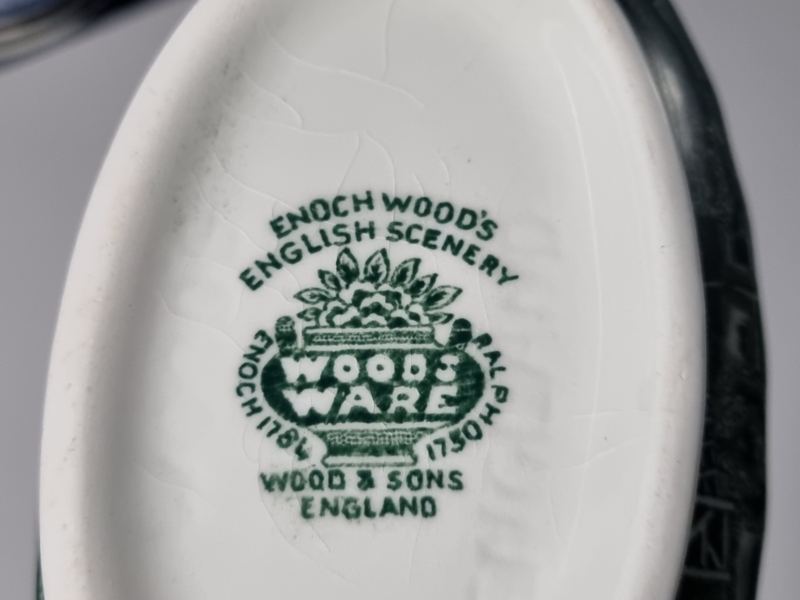 ENOCH WOOD'S
ENGLISH SCENERY
WOODS
WARE
ENOCH 1784
RALPH 1750
WOOD & SONS
ENGLAND